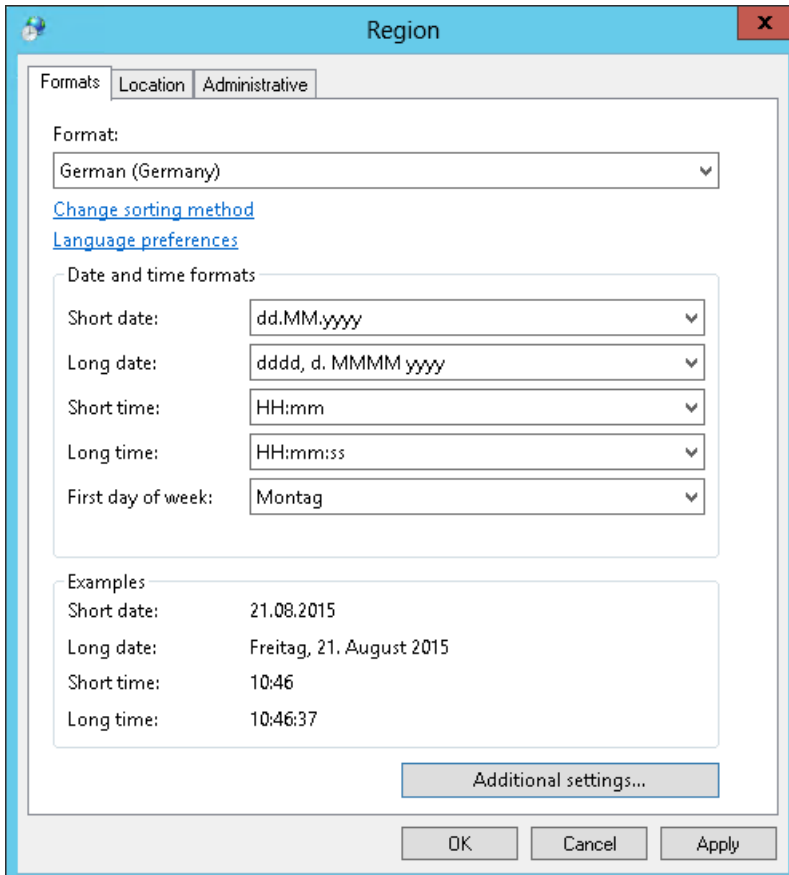 Region
x
Formats Location Administrative
Format:
German (Germany)
Change sorting method
Language preferences
Date and time formats
Short date: dd.MM.yyyy
Long date: dddd, d. MMMM yyyy
Short time: HH:mm
Long time: HH:mm:ss
First day of week: Montag
Examples
Short date: 21.08.2015
Long date: Freitag, 21. August 2015
Short time: 10:46
Long time: 10:46:37
Additional settings...
OK Cancel Apply